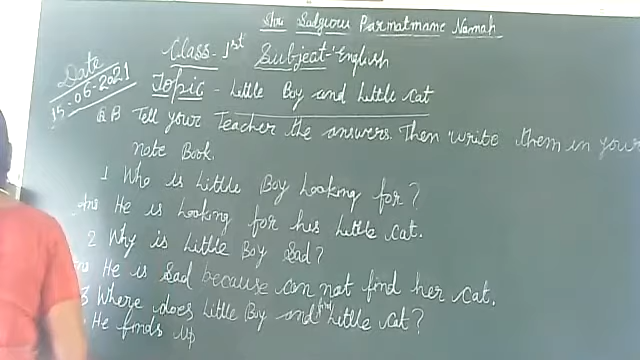 Shri Sadguru Parmatmane Namah
Class - 1st Subject - English
Date
15-06-2021
Topic - Little Boy and Little Cat
Q.B Tell your Teacher the answers. Then write them in your
note Book.
1 Who is Little Boy Looking for?
Ans He is Looking for his Little Cat.
2 Why is Little Boy Sad?
Ans He is Sad because can not find her Cat.
3 Where does Little Boy and find Little Cat?
He finds up